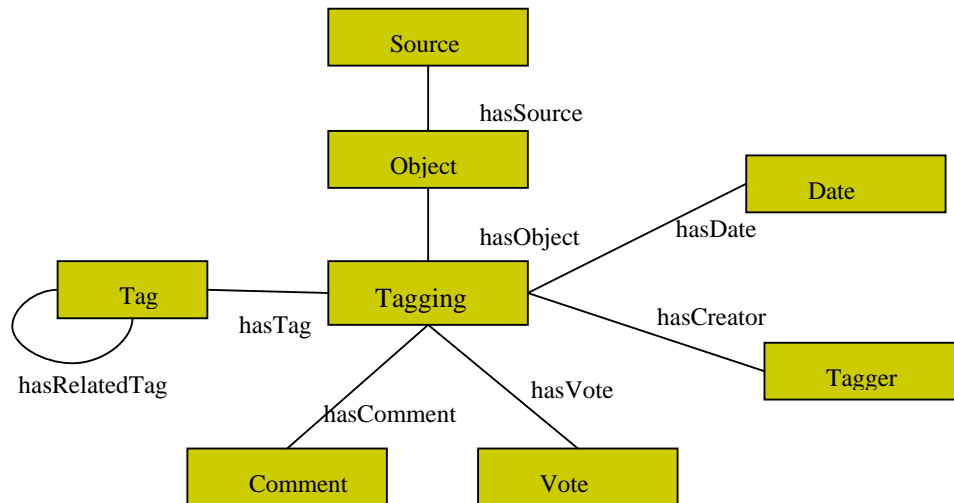 Source
hasSource
Object
Date
hasObject
hasDate
Tag
Tagging
hasTag
hasCreator
hasRelatedTag
Tagger
hasVote
hasComment
Comment
Vote